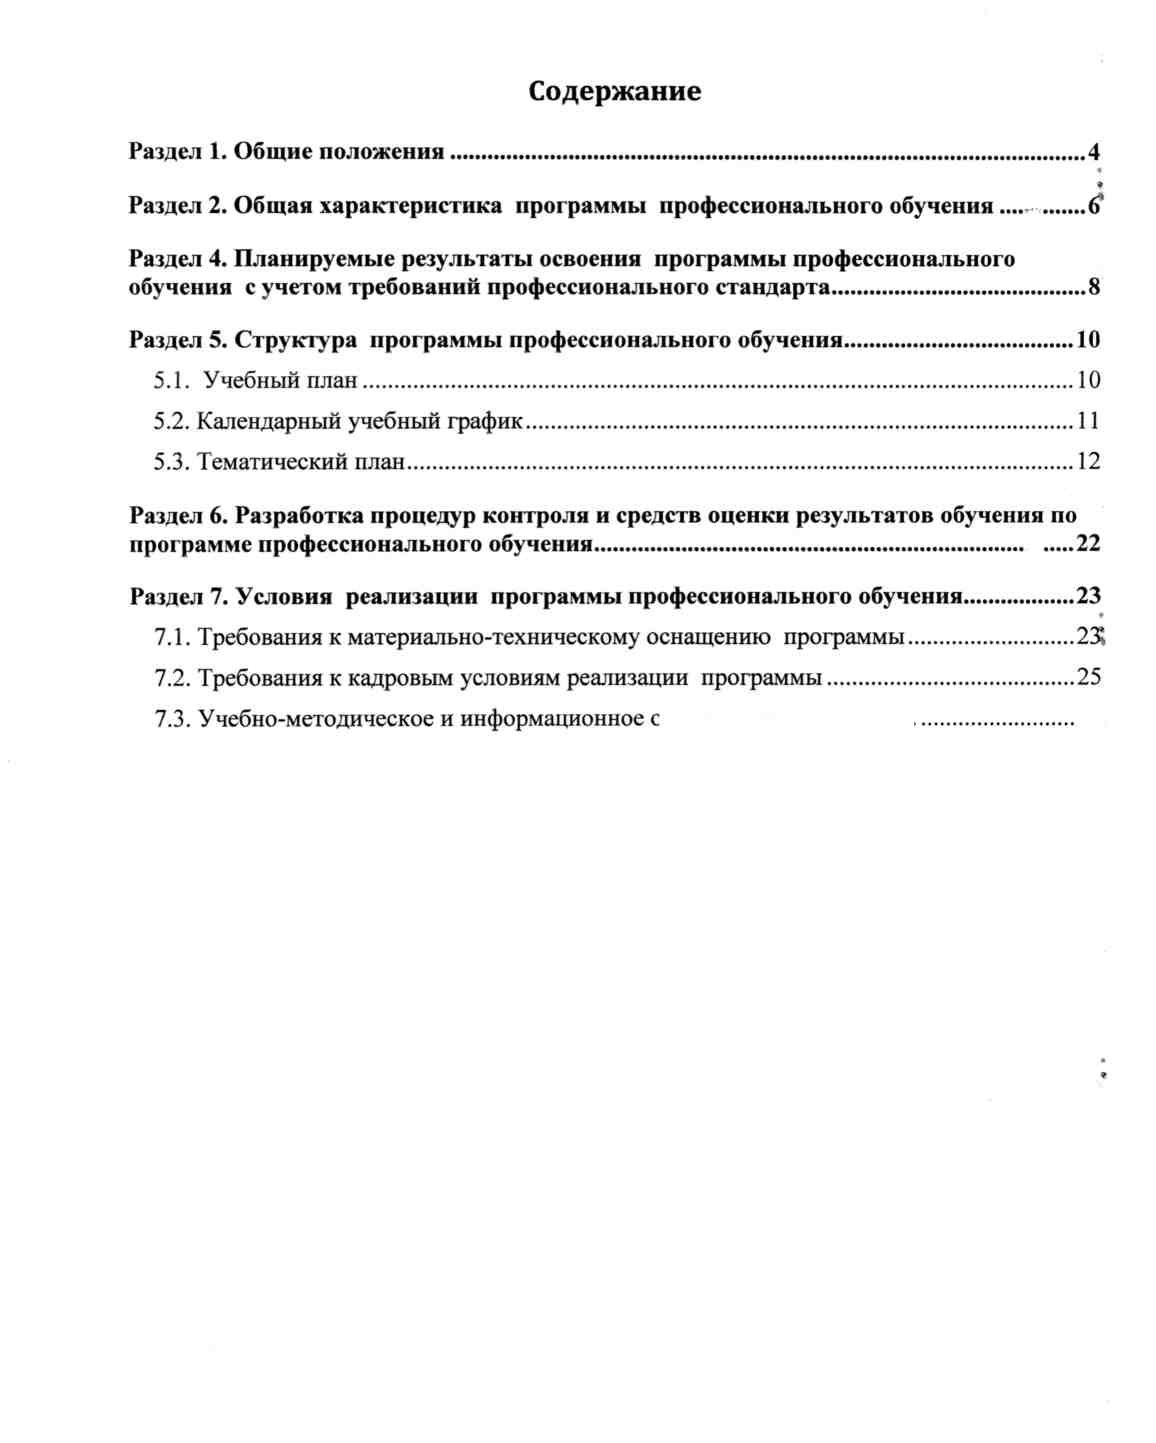 Содержание
Раздел 1. Общие положения ........ 4
Раздел 2. Общая характеристика программы профессионального обучения ........ 6
Раздел 4. Планируемые результаты освоения программы профессионального
обучения с учетом требований профессионального стандарта ........ 8
Раздел 5. Структура программы профессионального обучения ........ 10
5.1. Учебный план ........ 10
5.2. Календарный учебный график ........ 11
5.3. Тематический план ........ 12
Раздел 6. Разработка процедур контроля и средств оценки результатов обучения по
программе профессионального обучения ........ 22
Раздел 7. Условия реализации программы профессионального обучения ........ 23
7.1. Требования к материально-техническому оснащению программы ........ 23
7.2. Требования к кадровым условиям реализации программы ........ 25
7.3. Учебно-методическое и информационное ........